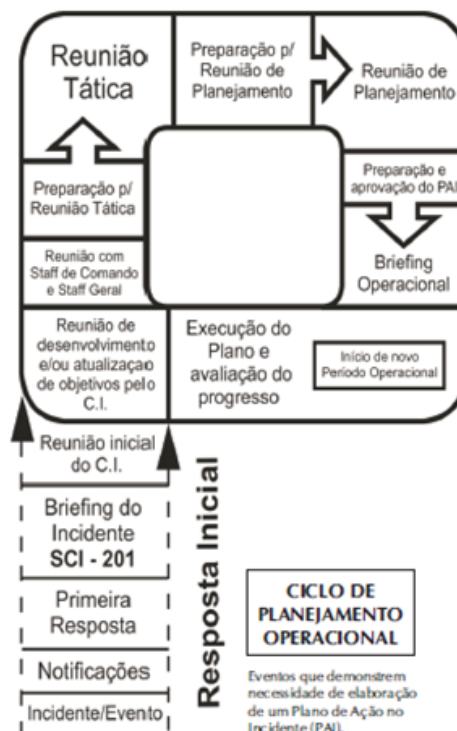 Reunião
Tática
Preparação p/
Reunião de
Planejamento
Reunião de
Planejamento
Preparação p/
Reunião Tática
Preparação e
aprovação do PAI
Reunião com
Staff de Comando
e Staff Geral
Briefing
Operacional
Reunião de
desenvolvimento
e/ou atualizaçao
de objetivos pelo
C.I.
Execução do
Plano e
avaliação do
progresso
Início de novo
Período Operacional
Reunião inicial
do C.I.
Briefing do
Incidente
SCI - 201
Primeira
Resposta
Notificações
Incidente/Evento
Resposta Inicial
CICLO DE
PLANEJAMENTO
OPERACIONAL
Eventos que demonstrem
necessidade de elaboração
de um Plano de Ação no
Incidente (PAI).